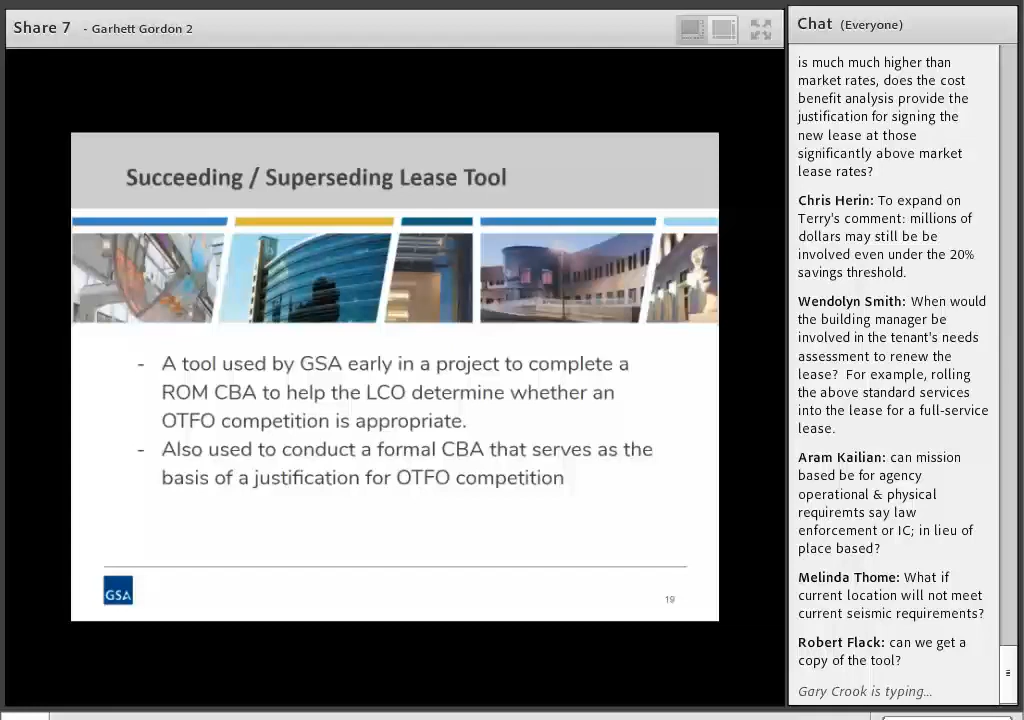 Share 7 - Garhett Gordon 2
Succeeding / Superseding Lease Tool
- A tool used by GSA early in a project to complete a
ROM CBA to help the LCO determine whether an
OTFO competition is appropriate.
- Also used to conduct a formal CBA that serves as the
basis of a justification for OTFO competition
GSA
19
Chat (Everyone)
is much much higher than
market rates, does the cost
benefit analysis provide the
justification for signing the
new lease at those
significantly above market
lease rates?
Chris Herin: To expand on
Terry's comment: millions of
dollars may still be be
involved even under the 20%
savings threshold.
Wendolyn Smith: When would
the building manager be
involved in the tenant's needs
assessment to renew the
lease? For example, rolling
the above standard services
into the lease for a full-service
lease.
Aram Kailian: can mission
based be for agency
operational & physical
requiremts say law
enforcement or IC; in lieu of
place based?
Melinda Thome: What if
current location will not meet
current seismic requirements?
Robert Flack: can we get a
copy of the tool?
Gary Crook is typing...